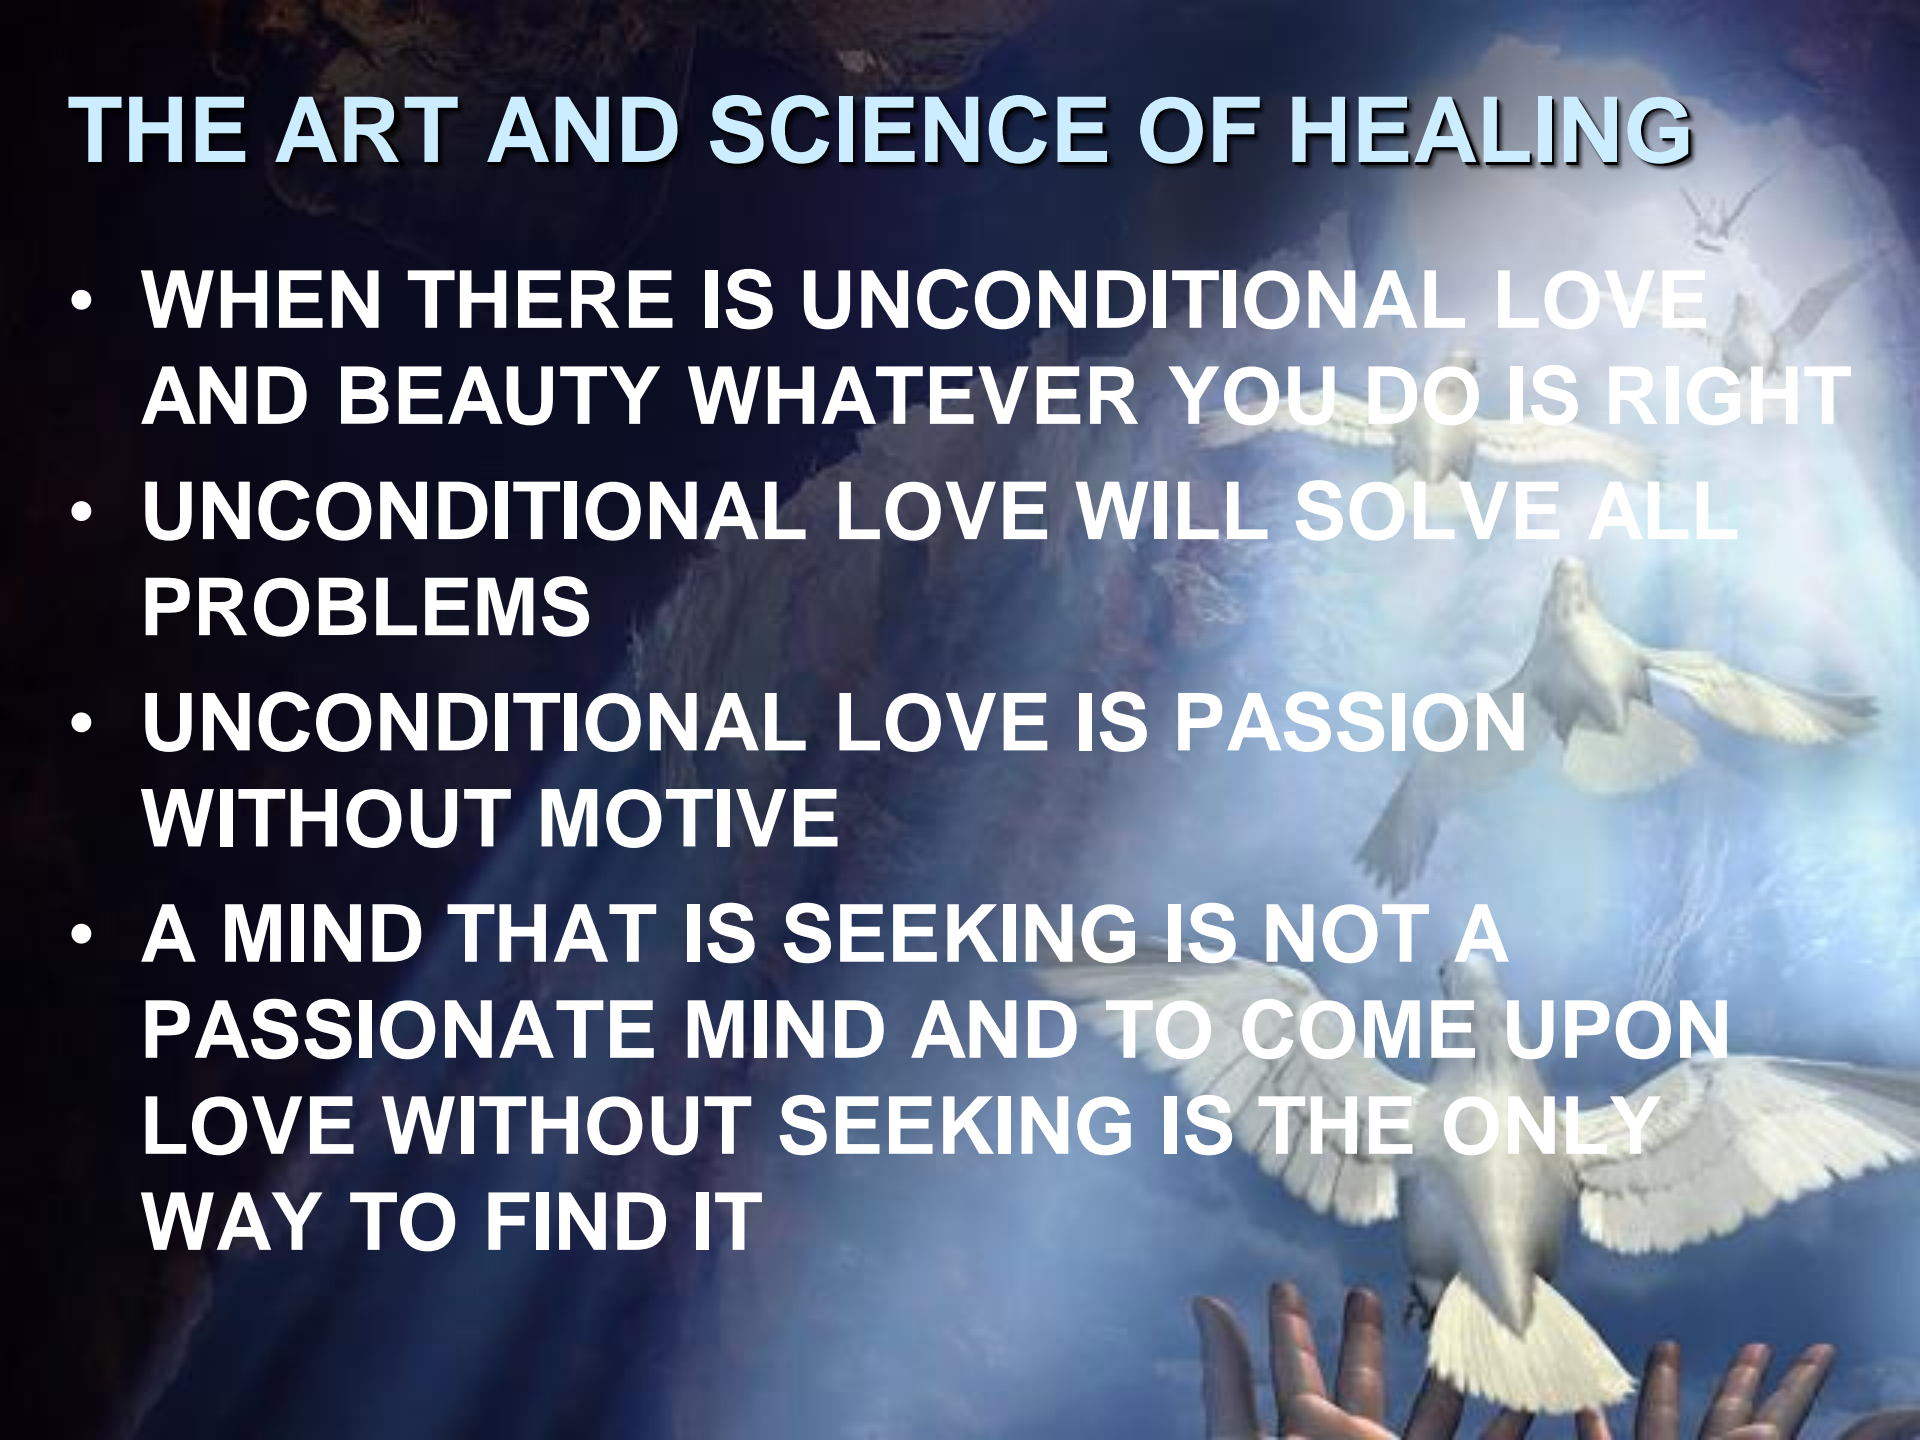 THE ART AND SCIENCE OF HEALING
• WHEN THERE IS UNCONDITIONAL LOVE
AND BEAUTY WHATEVER YOU DO IS RIGHT
• UNCONDITIONAL LOVE WILL SOLVE ALL
PROBLEMS
• UNCONDITIONAL LOVE IS PASSION
WITHOUT MOTIVE
• A MIND THAT IS SEEKING IS NOT A
PASSIONATE MIND AND TO COME UPON
LOVE WITHOUT SEEKING IS THE ONLY
WAY TO FIND IT